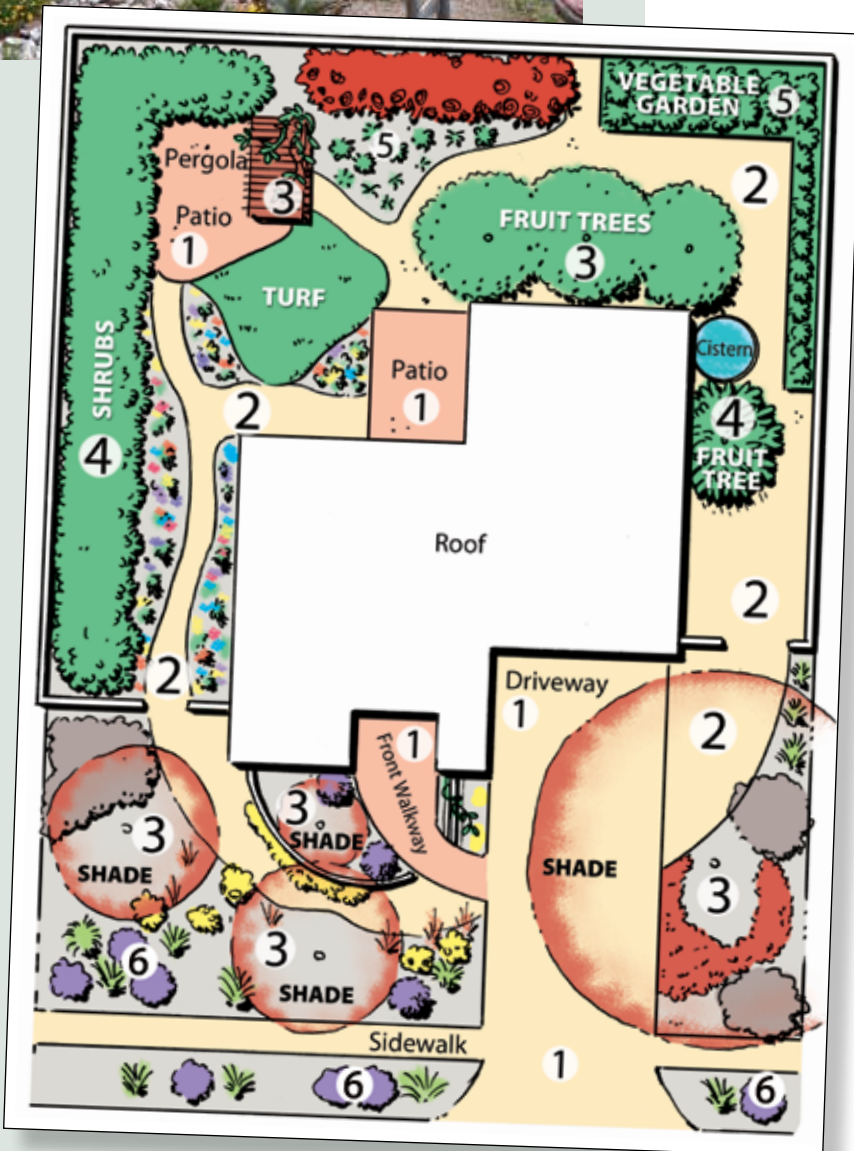 VEGETABLE
GARDEN 5
5
Pergola
3
2
Patio
1
FRUIT TREES
3
TURF
Cistern
Patio
1
SHRUBS
4
2
4
FRUIT
TREE
Roof
2
2
Driveway
1
2
1
Front Walkway
3
SHADE
3
SHADE
SHADE
3
3
SHADE
6
Sidewalk
1
6
6